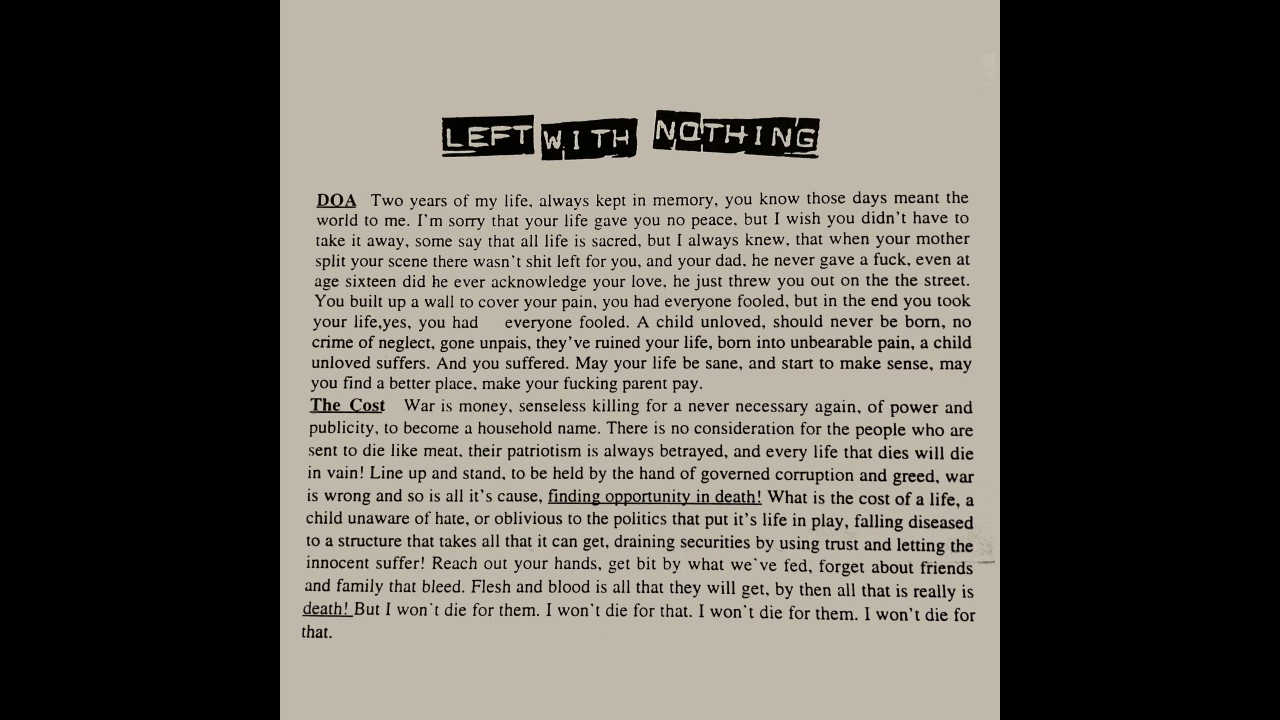 LEFT WITH NOTHING
DOA Two years of my life, always kept in memory, you know those days meant the
world to me. I'm sorry that your life gave you no peace, but I wish you didn't have to
take it away, some say that all life is sacred, but I always knew, that when your mother
split your scene there wasn't shit left for you, and your dad, he never gave a fuck, even at
age sixteen did he ever acknowledge your love, he just threw you out on the the street.
You built up a wall to cover your pain, you had everyone fooled, but in the end you took
your life,yes, you had everyone fooled. A child unloved, should never be born, no
crime of neglect, gone unpais, they've ruined your life, born into unbearable pain, a child
unloved suffers. And you suffered. May your life be sane, and start to make sense, may
you find a better place, make your fucking parent pay.
The Cost War is money, senseless killing for a never necessary again, of power and
publicity, to become a household name. There is no consideration for the people who are
sent to die like meat, their patriotism is always betrayed, and every life that dies will die
in vain! Line up and stand, to be held by the hand of governed corruption and greed, war
is wrong and so is all it's cause, finding opportunity in death! What is the cost of a life, a
child unaware of hate, or oblivious to the politics that put it's life in play, falling diseased
to a structure that takes all that it can get, draining securities by using trust and letting the
innocent suffer! Reach out your hands, get bit by what we've fed, forget about friends
and family that bleed. Flesh and blood is all that they will get, by then all that is really is
death! But I won't die for them. I won't die for that. I won't die for them. I won't die for
that.